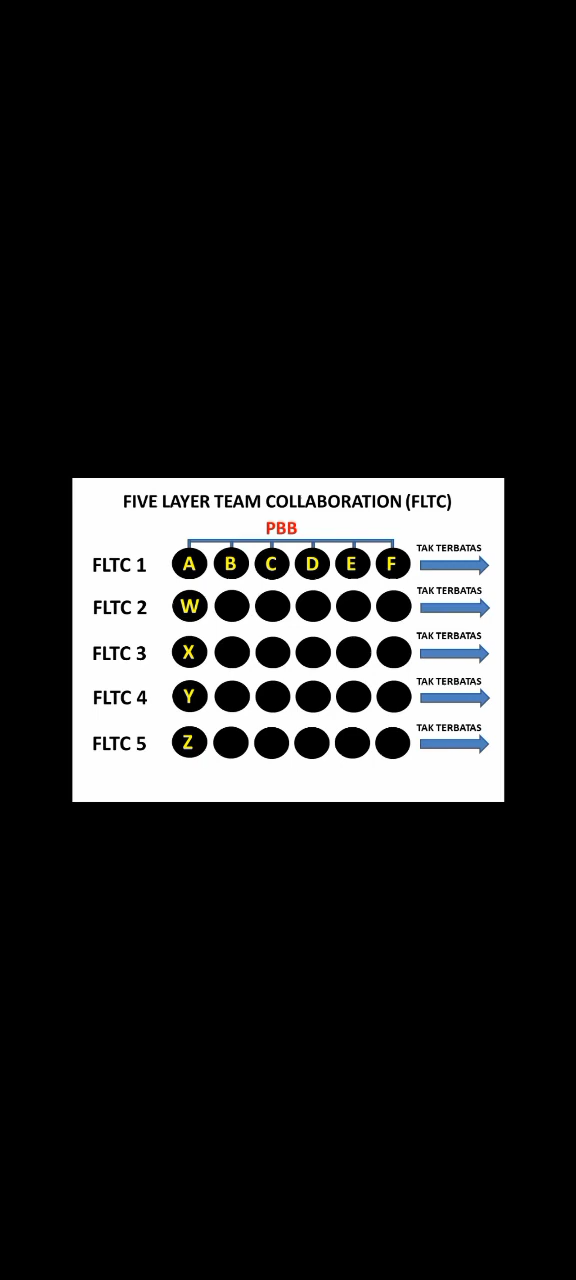 FIVE LAYER TEAM COLLABORATION (FLTC)
PBB
TAK TERBATAS
FLTC 1 A B C D E F
TAK TERBATAS
FLTC 2 W
TAK TERBATAS
FLTC 3 X
TAK TERBATAS
FLTC 4 Y
TAK TERBATAS
FLTC 5 Z